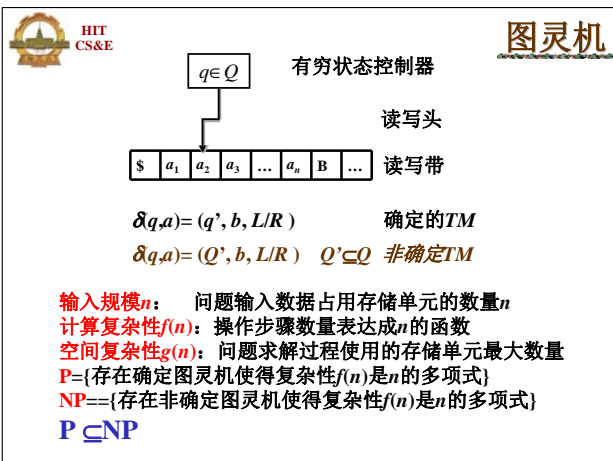 HIT
CS&E
图灵机
q∈Q
有穷状态控制器
读写头
$ a1 a2 a3 … an B …
读写带
δ(q,a)= (q’, b, L/R )
确定的TM
δ(q,a)= (Q’, b, L/R ) Q’⊆Q 非确定TM
输入规模n： 问题输入数据占用存储单元的数量n
计算复杂性f(n)：操作步骤数量表达成n的函数
空间复杂性g(n)：问题求解过程使用的存储单元最大数量
P={存在确定图灵机使得复杂性f(n)是n的多项式}
NP=={存在非确定图灵机使得复杂性f(n)是n的多项式}
P ⊆NP